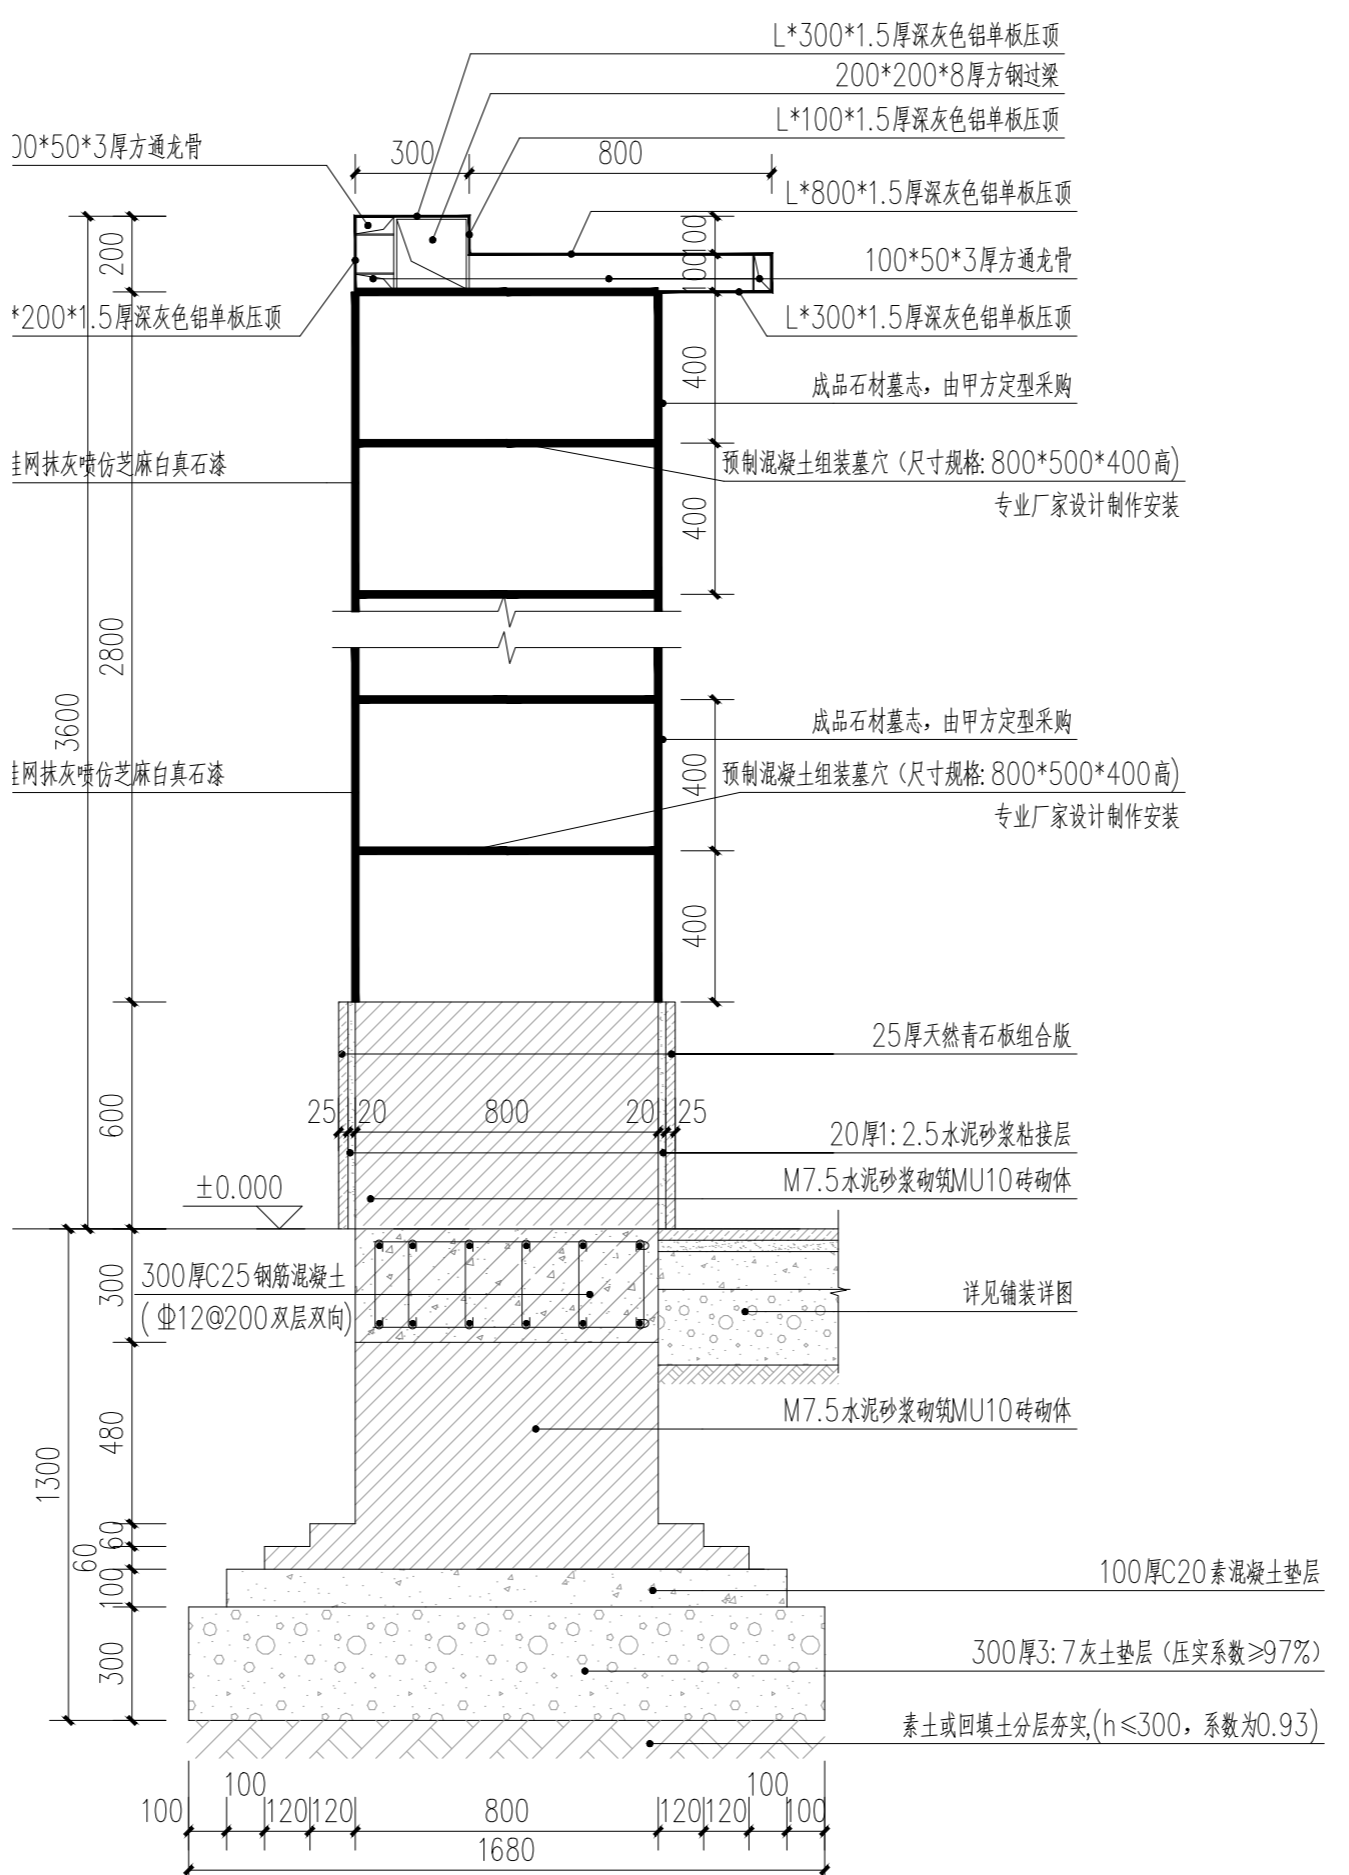 L*300*1.5厚深灰色铝单板压顶
200*200*8厚方钢过梁
L*100*1.5厚深灰色铝单板压顶
00*50*3厚方通龙骨
300
800
L*800*1.5厚深灰色铝单板压顶
200
100
100
100*50*3厚方通龙骨
*200*1.5厚深灰色铝单板压顶
L*300*1.5厚深灰色铝单板压顶
400
成品石材墓志，由甲方定型采购
挂网抹灰喷仿芝麻白真石漆
预制混凝土组装墓穴（尺寸规格:800*500*400高）
专业厂家设计制作安装
400
2800
3600
成品石材墓志，由甲方定型采购
挂网抹灰喷仿芝麻白真石漆
400
预制混凝土组装墓穴（尺寸规格:800*500*400高）
专业厂家设计制作安装
400
25厚天然青石板组合版
600
25 20 800 20 25
20厚1:2.5水泥砂浆粘接层
M7.5水泥砂浆砌筑MU10砖砌体
±0.000
300
300厚C25钢筋混凝土
(Φ12@200双层双向)
详见铺装详图
M7.5水泥砂浆砌筑MU10砖砌体
480
1300
60
60
100
100厚C20素混凝土垫层
300
300厚3:7灰土垫层（压实系数≥97%）
素土或回填土分层夯实,(h≤300，系数为0.93)
100 100 120 120 800 120 120 100 100
1680